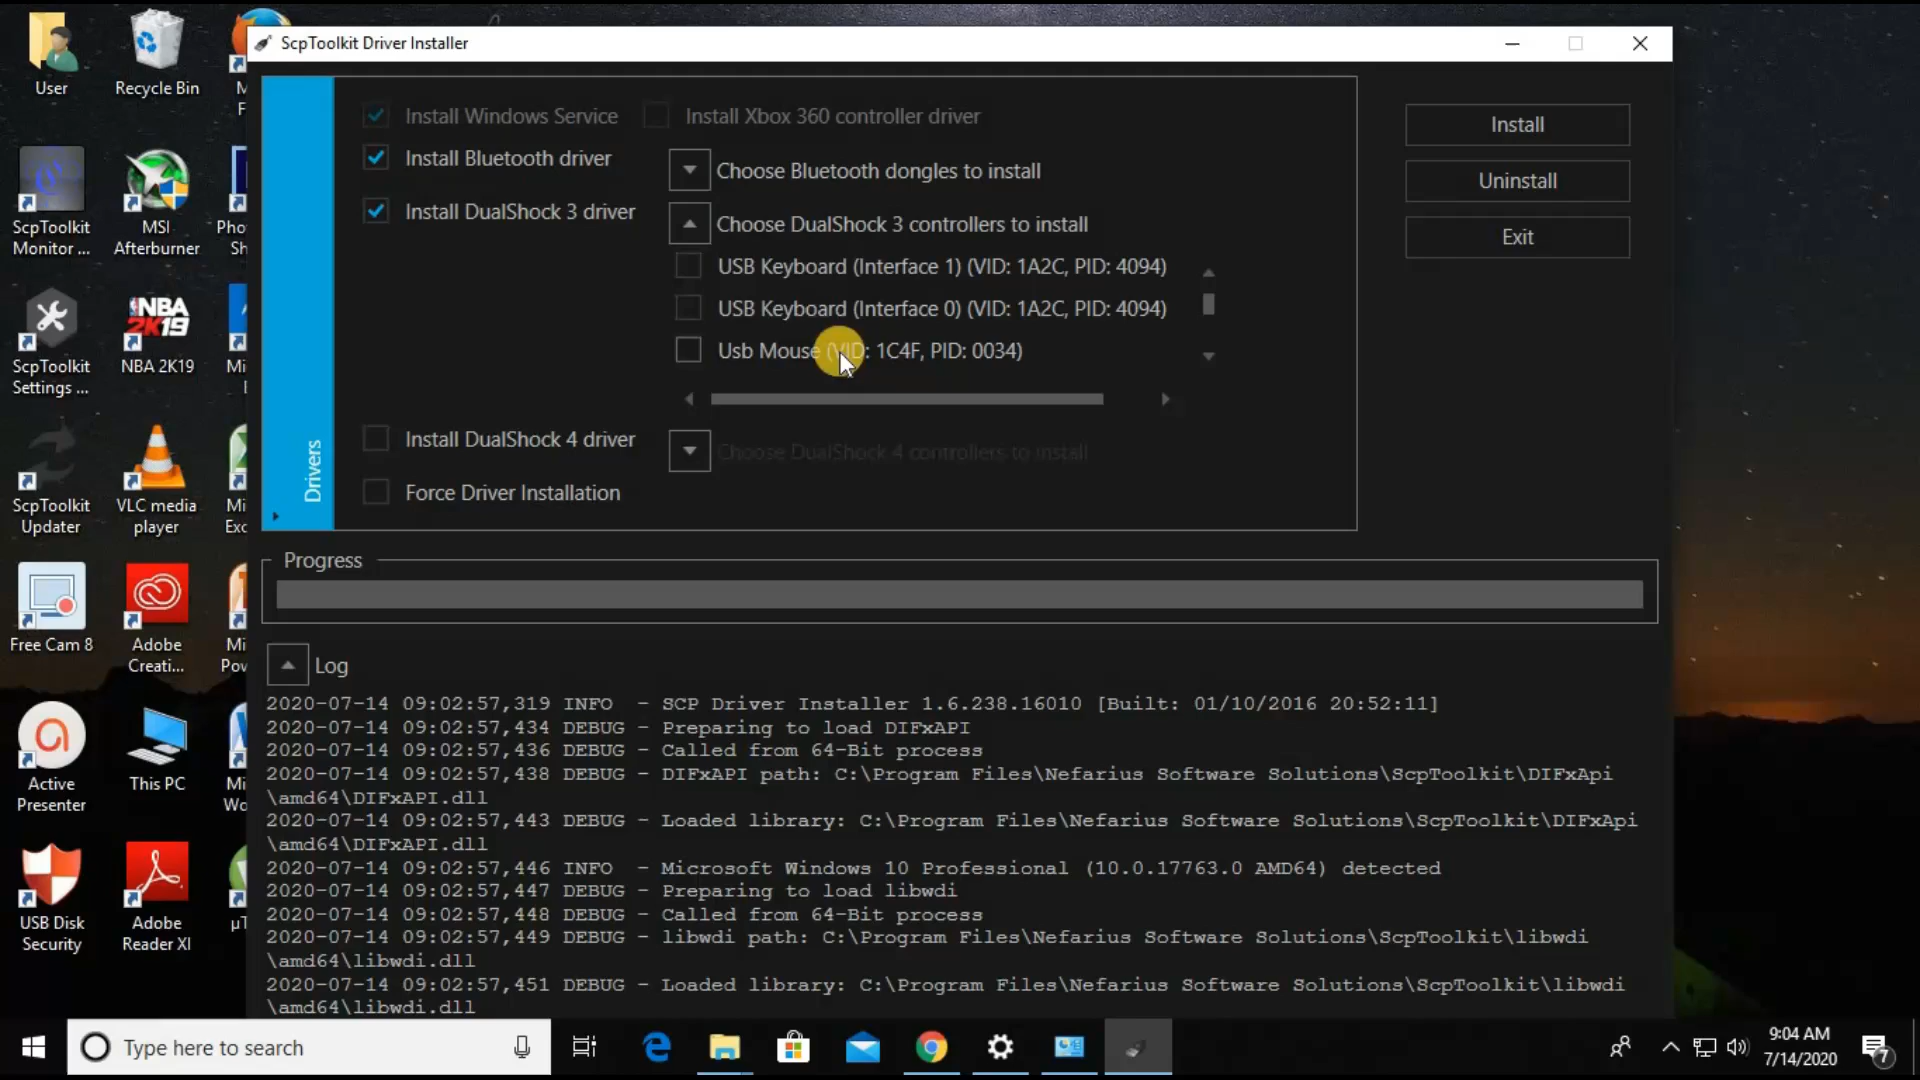 ScpToolkit Driver Installer
User
Recycle Bin
M
F
ScpToolkit
Monitor ...
MSI
Afterburner
Pho
Sh
ScpToolkit
Settings ...
NBA
2K19
NBA 2K19
Mi
ScpToolkit
Updater
VLC media
player
Mi
Exc
Free Cam 8
Adobe
Creati...
Mi
Pov
Active
Presenter
This PC
Mi
Wo
USB Disk
Security
Adobe
Reader XI
µT
Drivers
Install Windows Service
Install Xbox 360 controller driver
Install Bluetooth driver
Choose Bluetooth dongles to install
Install DualShock 3 driver
Choose DualShock 3 controllers to install
USB Keyboard (Interface 1) (VID: 1A2C, PID: 4094)
USB Keyboard (Interface 0) (VID: 1A2C, PID: 4094)
Usb Mouse (VID: 1C4F, PID: 0034)
Install DualShock 4 driver
Choose DualShock 4 controllers to install
Force Driver Installation
Install
Uninstall
Exit
Progress
Log
2020-07-14 09:02:57,319 INFO  - SCP Driver Installer 1.6.238.16010 [Built: 01/10/2016 20:52:11]
2020-07-14 09:02:57,434 DEBUG - Preparing to load DIFxAPI
2020-07-14 09:02:57,436 DEBUG - Called from 64-Bit process
2020-07-14 09:02:57,438 DEBUG - DIFxAPI path: C:\Program Files\Nefarius Software Solutions\ScpToolkit\DIFxApi
\amd64\DIFxAPI.dll
2020-07-14 09:02:57,443 DEBUG - Loaded library: C:\Program Files\Nefarius Software Solutions\ScpToolkit\DIFxApi
\amd64\DIFxAPI.dll
2020-07-14 09:02:57,446 INFO  - Microsoft Windows 10 Professional (10.0.17763.0 AMD64) detected
2020-07-14 09:02:57,447 DEBUG - Preparing to load libwdi
2020-07-14 09:02:57,448 DEBUG - Called from 64-Bit process
2020-07-14 09:02:57,449 DEBUG - libwdi path: C:\Program Files\Nefarius Software Solutions\ScpToolkit\libwdi
\amd64\libwdi.dll
2020-07-14 09:02:57,451 DEBUG - Loaded library: C:\Program Files\Nefarius Software Solutions\ScpToolkit\libwdi
\amd64\libwdi.dll
Type here to search
9:04 AM
7/14/2020
7